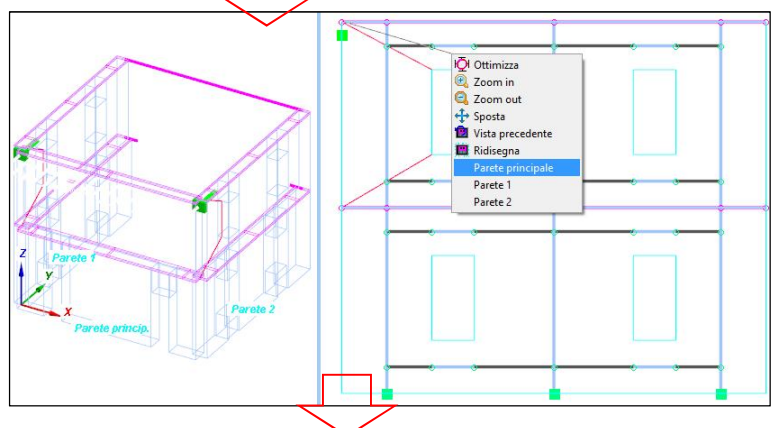 Ottimizza
Zoom in
Zoom out
Sposta
Vista precedente
Ridisegna
Parete principale
Parete 1
Parete 2
Z
Y
X
Parete 1
Parete 2
Parete princip.